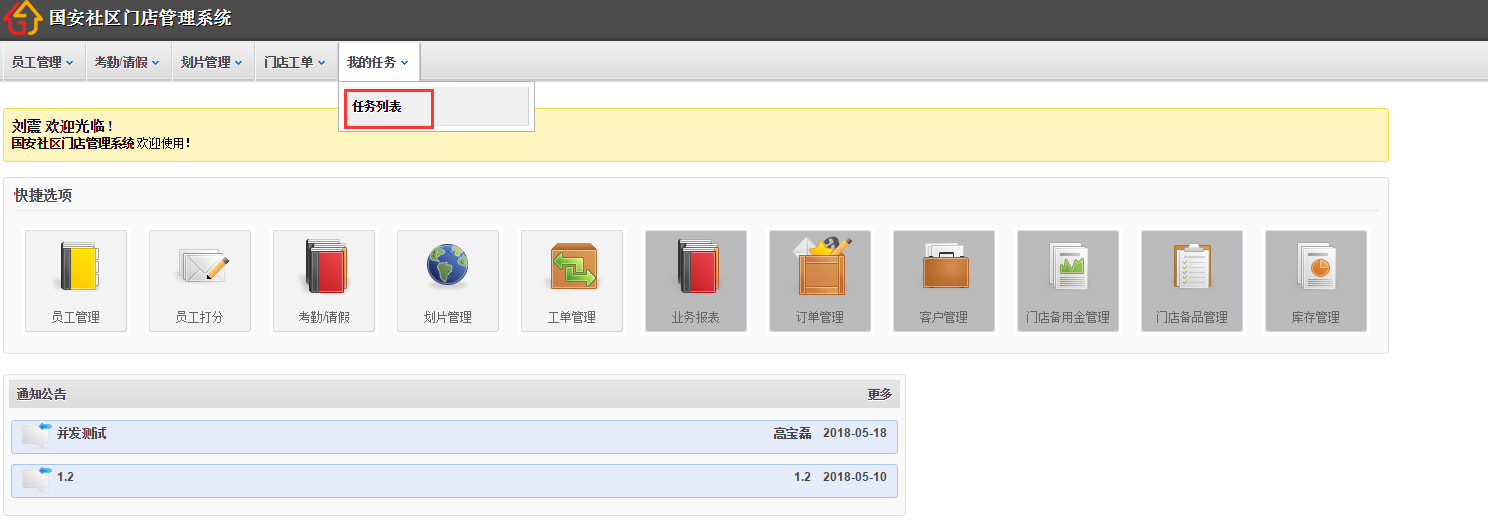 国安社区门店管理系统
员工管理 考勤/请假 划片管理 门店工单 我的任务
任务列表
刘震 欢迎光临 !
国安社区门店管理系统 欢迎使用!
快捷选项
员工管理 员工打分 考勤/请假 划片管理 工单管理 业务报表 订单管理 客户管理 门店备用金管理 门店备品管理 库存管理
通知公告 更多
并发测试 高宝磊 2018-05-18
1.2 1.2 2018-05-10